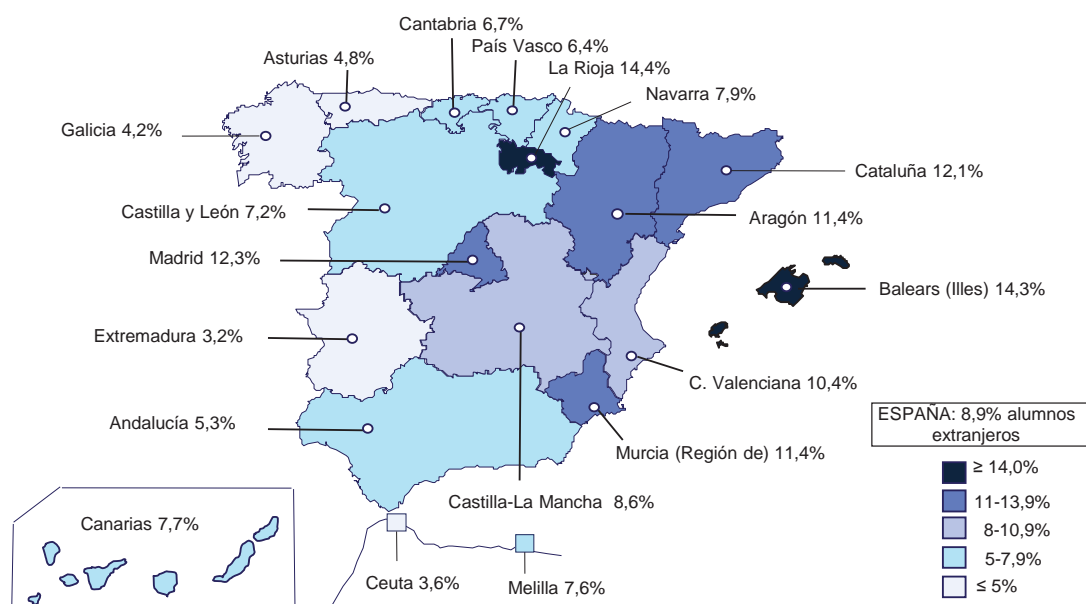 Cantabria 6,7%
País Vasco 6,4%
Asturias 4,8%
La Rioja 14,4%
Navarra 7,9%
Galicia 4,2%
Cataluña 12,1%
Castilla y León 7,2%
Aragón 11,4%
Madrid 12,3%
Balears (Illes) 14,3%
Extremadura 3,2%
C. Valenciana 10,4%
Andalucía 5,3%
ESPAÑA: 8,9% alumnos
extranjeros
Murcia (Región de) 11,4%
≥ 14,0%
11-13,9%
8-10,9%
5-7,9%
≤ 5%
Castilla-La Mancha 8,6%
Canarias 7,7%
Ceuta 3,6%
Melilla 7,6%